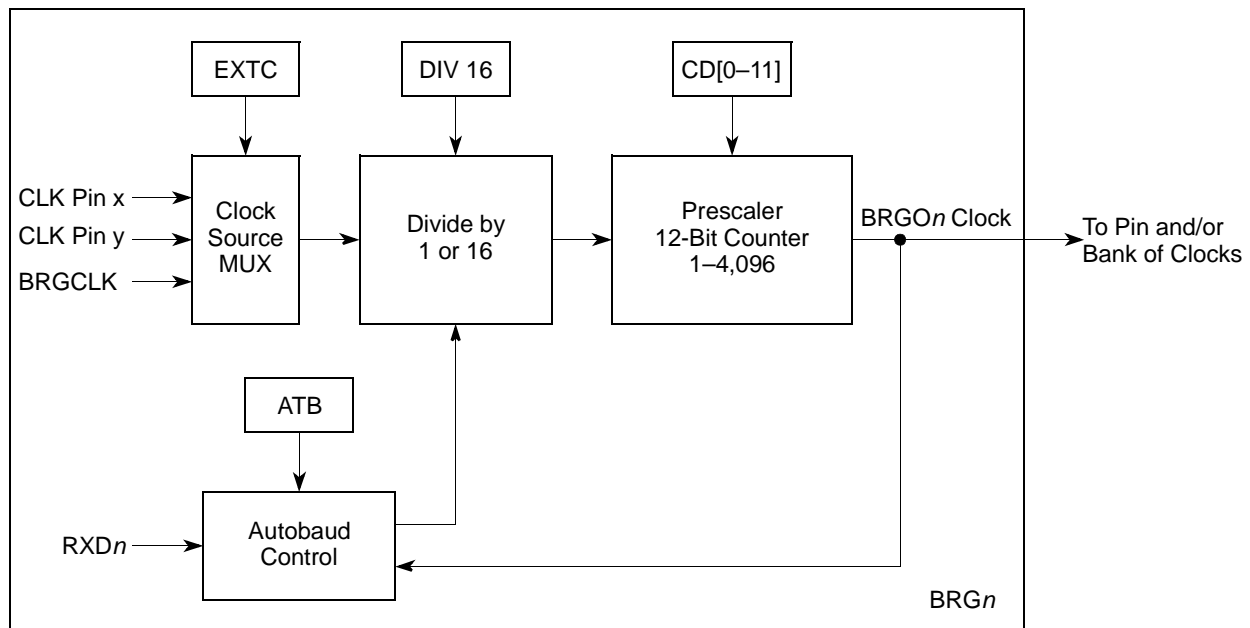 EXTC
DIV 16
CD[0–11]
CLK Pin x
CLK Pin y
BRGCLK
Clock
Source
MUX
Divide by
1 or 16
Prescaler
12-Bit Counter
1–4,096
BRGOn Clock
To Pin and/or
Bank of Clocks
ATB
RXDn
Autobaud
Control
BRGn